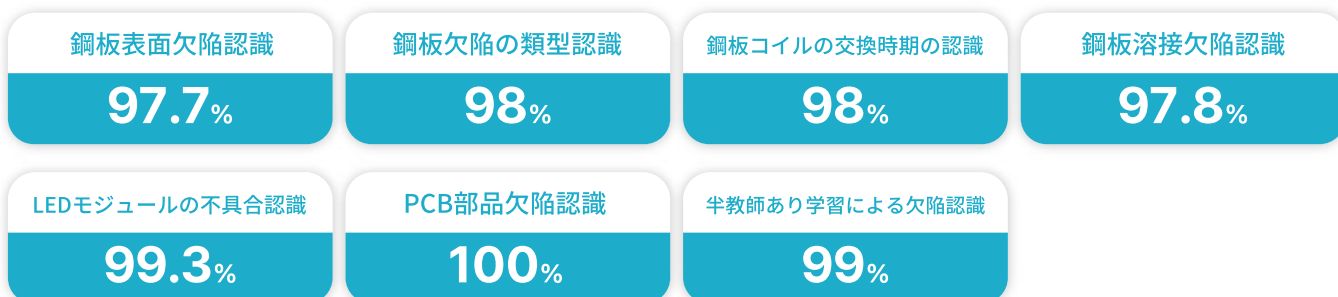 鋼板表面欠陥認識
97.7%
鋼板欠陥の類型認識
98%
鋼板コイルの交換時期の認識
98%
鋼板溶接欠陥認識
97.8%
LEDモジュールの不具合認識
99.3%
PCB部品欠陥認識
100%
半教師あり学習による欠陥認識
99%